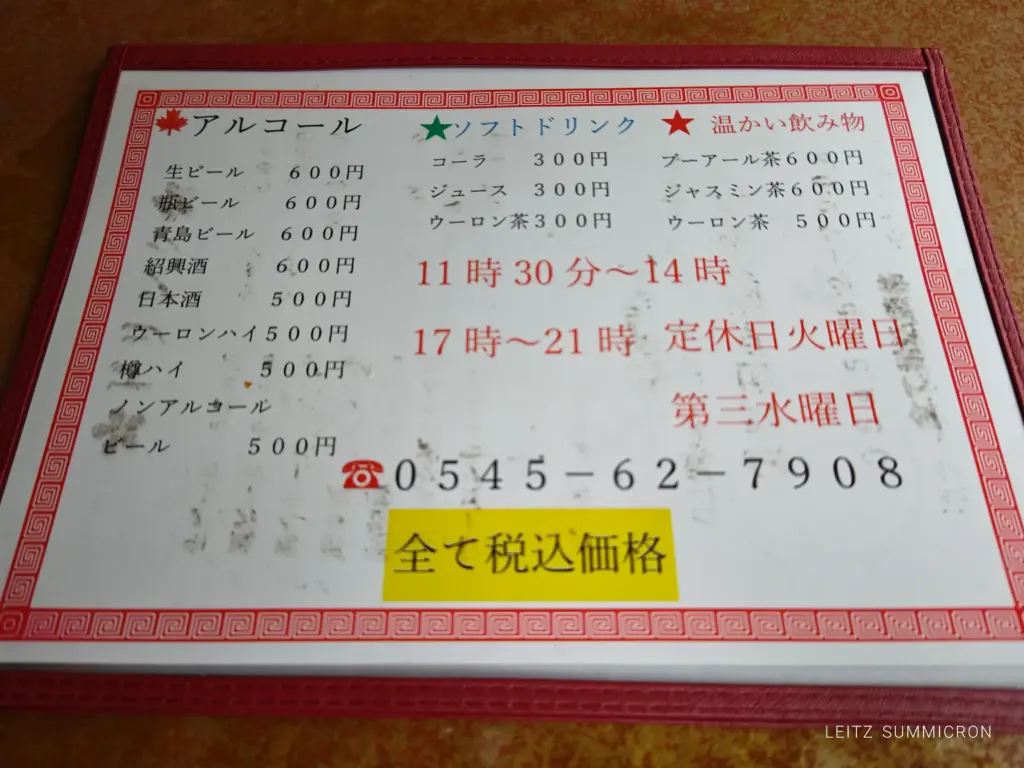 アルコール
生ビール 600円
瓶ビール 600円
青島ビール 600円
紹興酒 600円
日本酒 500円
ウーロンハイ500円
樽ハイ 500円
ノンアルコール
ビール 500円
ソフトドリンク
コーラ 300円
ジュース 300円
ウーロン茶300円
温かい飲み物
プーアール茶600円
ジャスミン茶600円
ウーロン茶 500円
11時30分〜14時
17時〜21時 定休日火曜日
第三水曜日
☎0545-62-7908
全て税込価格
LEITZ SUMMICRON